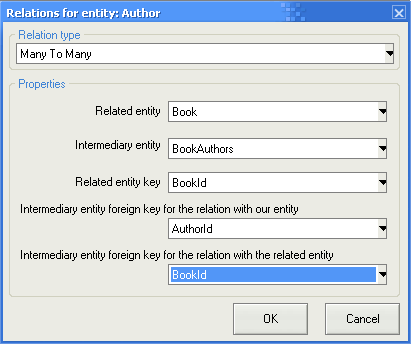 Relations for entity: Author
Relation type
Many To Many
Properties
Related entity
Book
Intermediary entity
BookAuthors
Related entity key
BookId
Intermediary entity foreign key for the relation with our entity
AuthorId
Intermediary entity foreign key for the relation with the related entity
BookId
OK
Cancel